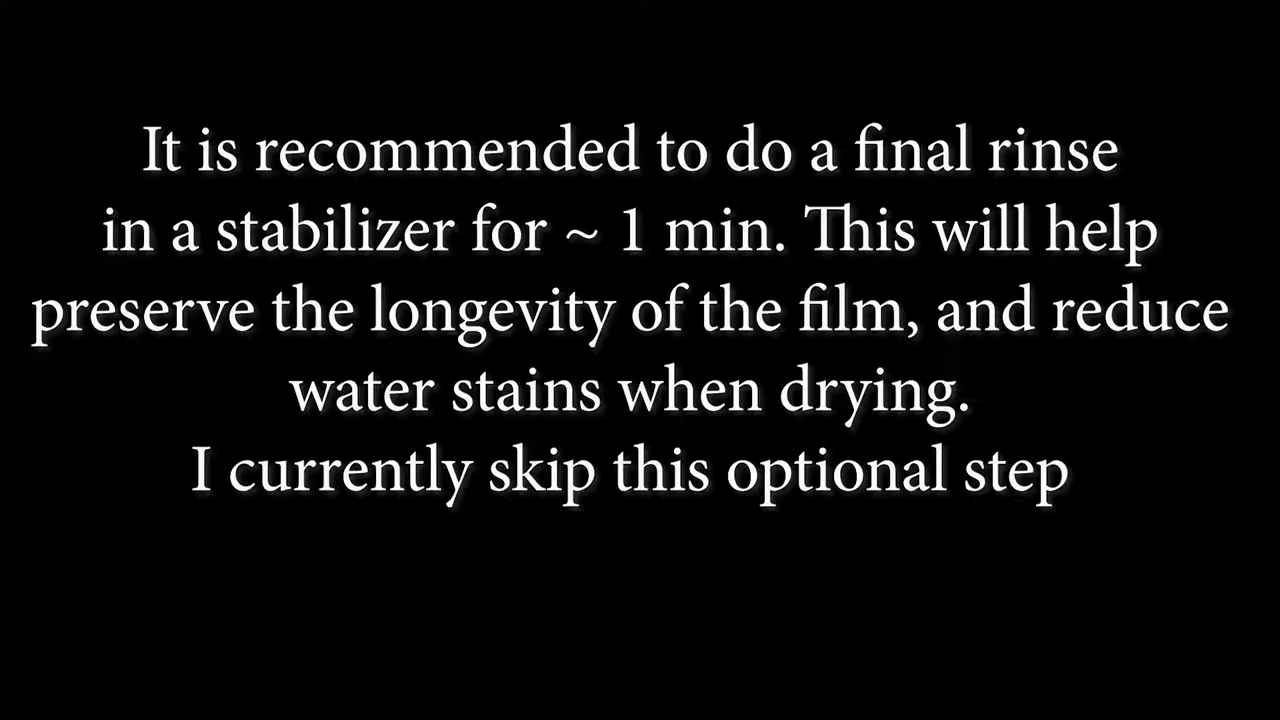 It is recommended to do a final rinse
in a stabilizer for ~ 1 min. This will help
preserve the longevity of the film, and reduce
water stains when drying.
I currently skip this optional step